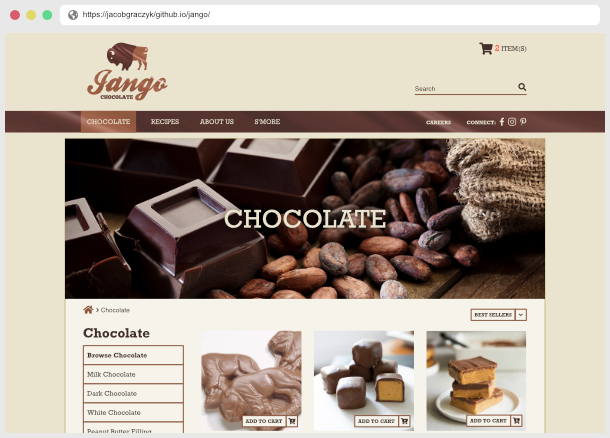 https://jacobgraczyk/github.io/jango/
2 ITEM(S)
Jango
CHOCOLATE
Search
CHOCOLATE RECIPES ABOUT US S'MORE CAREERS CONNECT:
CHOCOLATE
> Chocolate
BEST SELLERS
Chocolate
Browse Chocolate
Milk Chocolate
Dark Chocolate
White Chocolate
Peanut Butter Filling
ADD TO CART
ADD TO CART
ADD TO CART